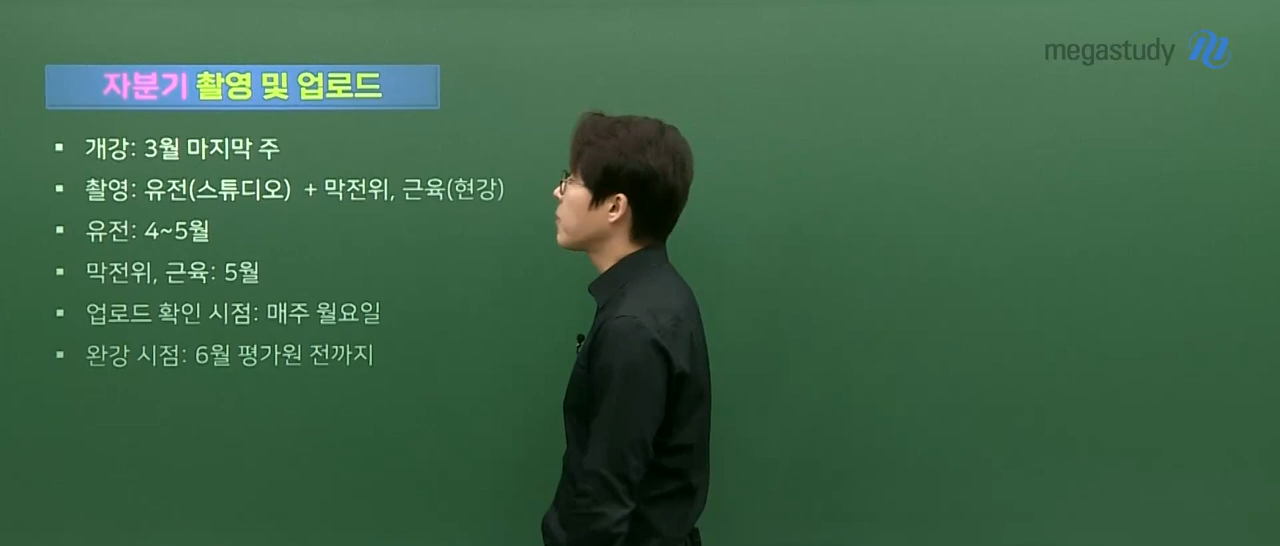 megastudy
자분기 촬영 및 업로드
▪ 개강: 3월 마지막 주
▪ 촬영: 유전(스튜디오) + 막전위, 근육(현강)
▪ 유전: 4~5월
▪ 막전위, 근육: 5월
▪ 업로드 확인 시점: 매주 월요일
▪ 완강 시점: 6월 평가원 전까지